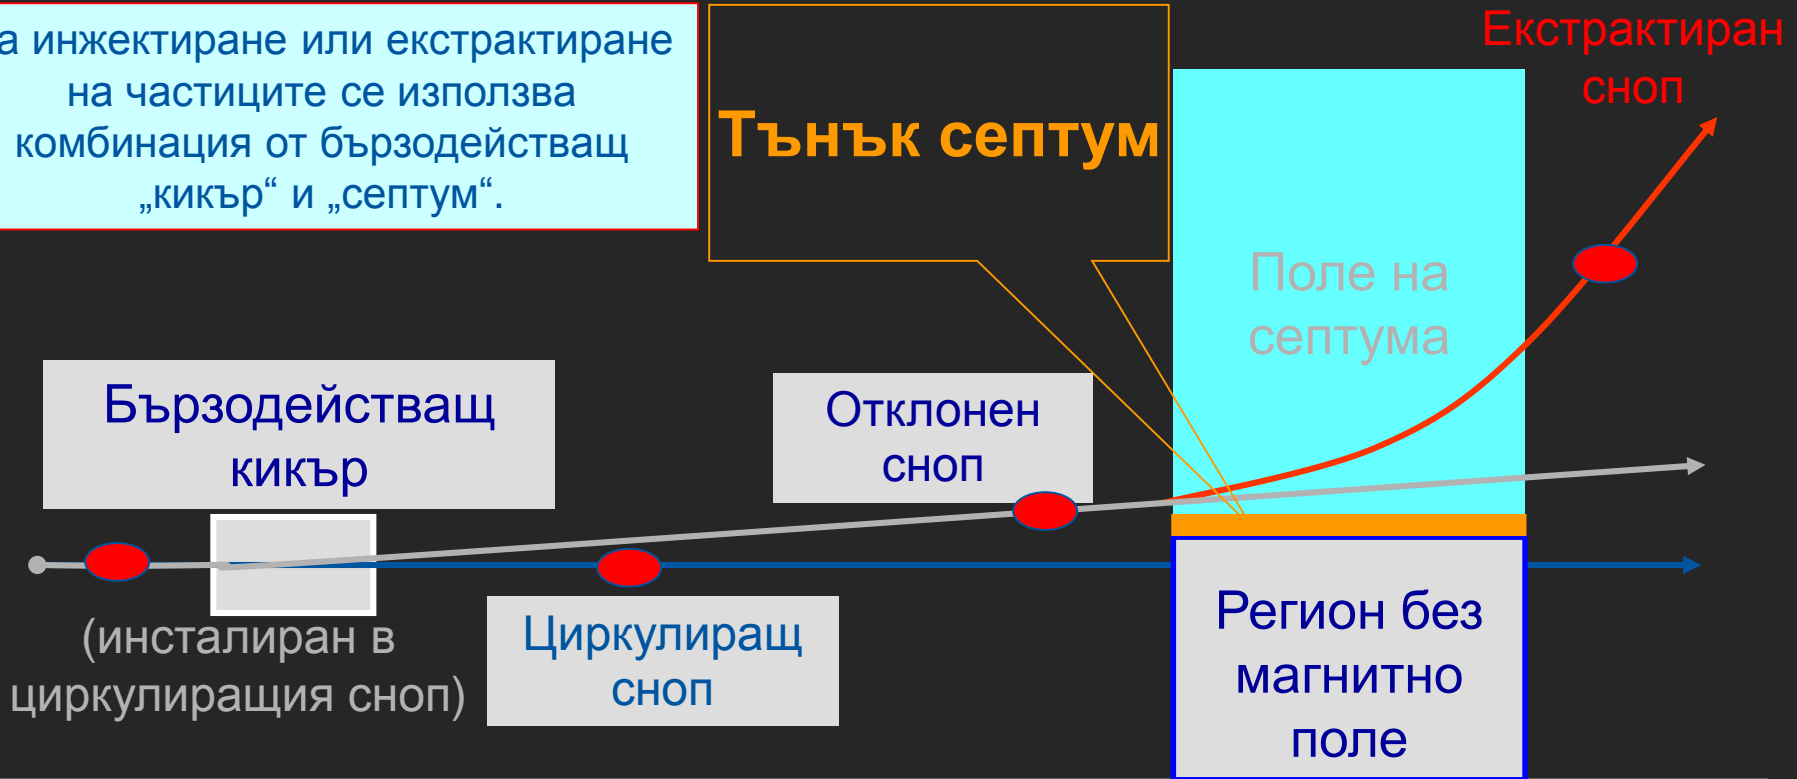 а инжектиране или екстрактиране
на частиците се използва
комбинация от бързодействащ
„кикър“ и „септум“.
Тънък септум
Екстрактиран
сноп
Поле на
септума
Бързодействащ
кикър
Отклонен
сноп
(инсталиран в
циркулиращия сноп)
Циркулиращ
сноп
Регион без
магнитно
поле